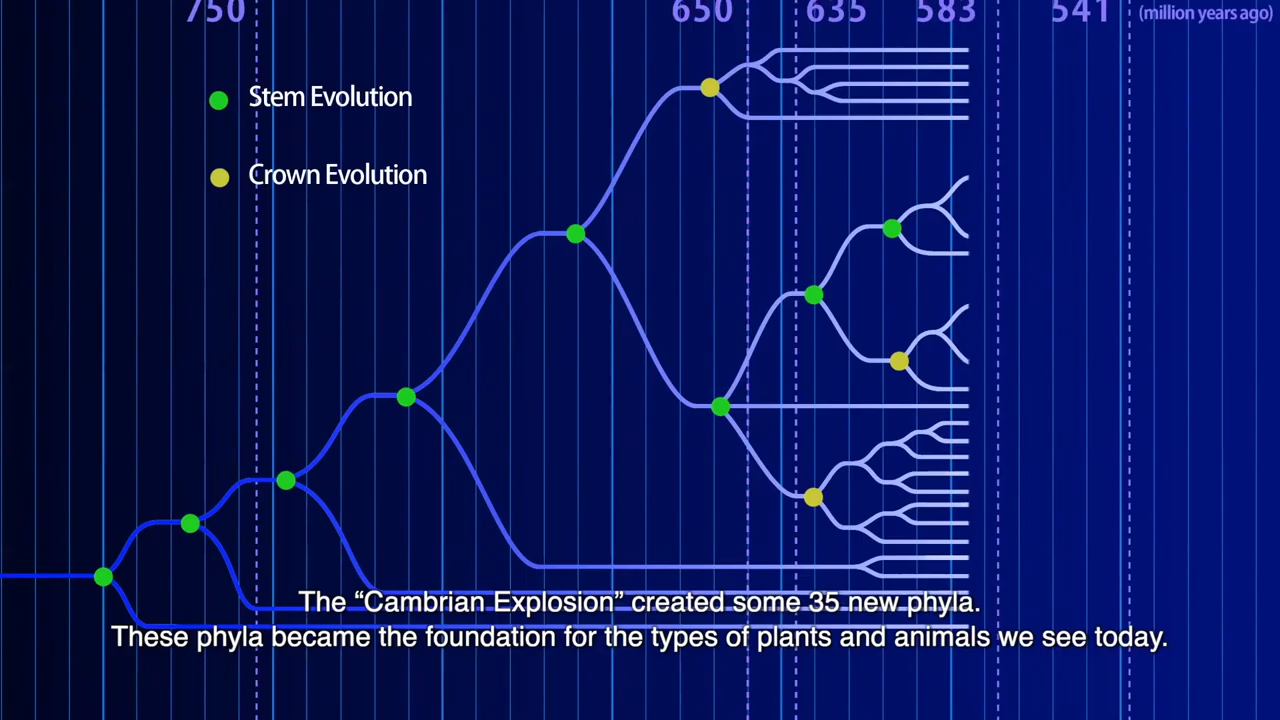 750 650 635 583 541 (million years ago)
Stem Evolution
Crown Evolution
The “Cambrian Explosion” created some 35 new phyla.
These phyla became the foundation for the types of plants and animals we see today.